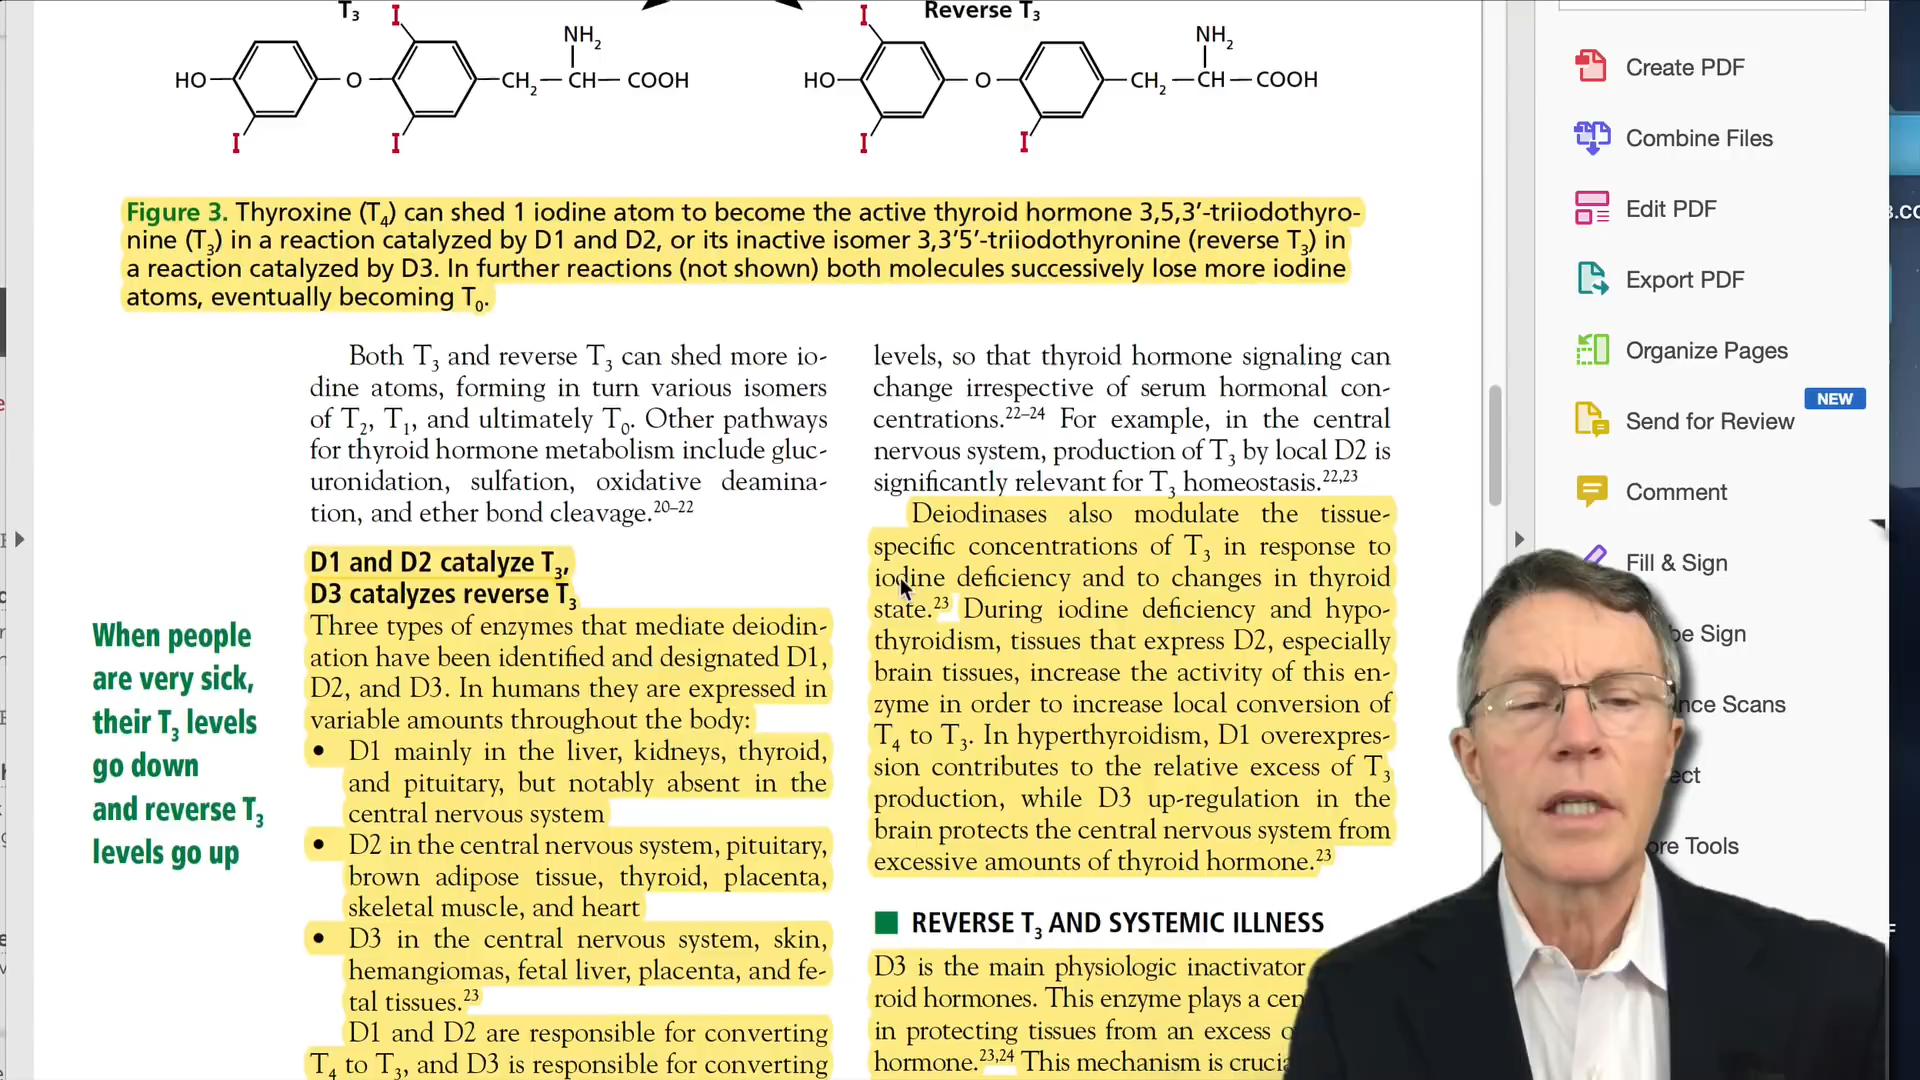 T3
I
HO
O
I
I
CH2
CH
NH2
COOH
Reverse T3
I
HO
I
O
I
CH2
CH
NH2
COOH
Figure 3. Thyroxine (T4) can shed 1 iodine atom to become the active thyroid hormone 3,5,3′-triiodothyro-
nine (T3) in a reaction catalyzed by D1 and D2, or its inactive isomer 3,3′5′-triiodothyronine (reverse T3) in
a reaction catalyzed by D3. In further reactions (not shown) both molecules successively lose more iodine
atoms, eventually becoming T0.
When people
are very sick,
their T3 levels
go down
and reverse T3
levels go up
Both T3 and reverse T3 can shed more io-
dine atoms, forming in turn various isomers
of T2, T1, and ultimately T0. Other pathways
for thyroid hormone metabolism include gluc-
uronidation, sulfation, oxidative deamina-
tion, and ether bond cleavage.20–22
D1 and D2 catalyze T3,
D3 catalyzes reverse T3
Three types of enzymes that mediate deiodin-
ation have been identified and designated D1,
D2, and D3. In humans they are expressed in
variable amounts throughout the body:
• D1 mainly in the liver, kidneys, thyroid,
and pituitary, but notably absent in the
central nervous system
• D2 in the central nervous system, pituitary,
brown adipose tissue, thyroid, placenta,
skeletal muscle, and heart
• D3 in the central nervous system, skin,
hemangiomas, fetal liver, placenta, and fe-
tal tissues.23
D1 and D2 are responsible for converting
T4 to T3, and D3 is responsible for converting
levels, so that thyroid hormone signaling can
change irrespective of serum hormonal con-
centrations.22–24 For example, in the central
nervous system, production of T3 by local D2 is
significantly relevant for T3 homeostasis.22,23
Deiodinases also modulate the tissue-
specific concentrations of T3 in response to
iodine deficiency and to changes in thyroid
state.23 During iodine deficiency and hypo-
thyroidism, tissues that express D2, especially
brain tissues, increase the activity of this en-
zyme in order to increase local conversion of
T4 to T3. In hyperthyroidism, D1 overexpres-
sion contributes to the relative excess of T3
production, while D3 up-regulation in the
brain protects the central nervous system from
excessive amounts of thyroid hormone.23
REVERSE T3 AND SYSTEMIC ILLNESS
D3 is the main physiologic inactivator
roid hormones. This enzyme plays a cen
in protecting tissues from an excess o
hormone.23,24 This mechanism is crucia
Create PDF
Combine Files
Edit PDF
Export PDF
Organize Pages
NEW
Send for Review
Comment
Fill & Sign
be Sign
nce Scans
ect
ore Tools